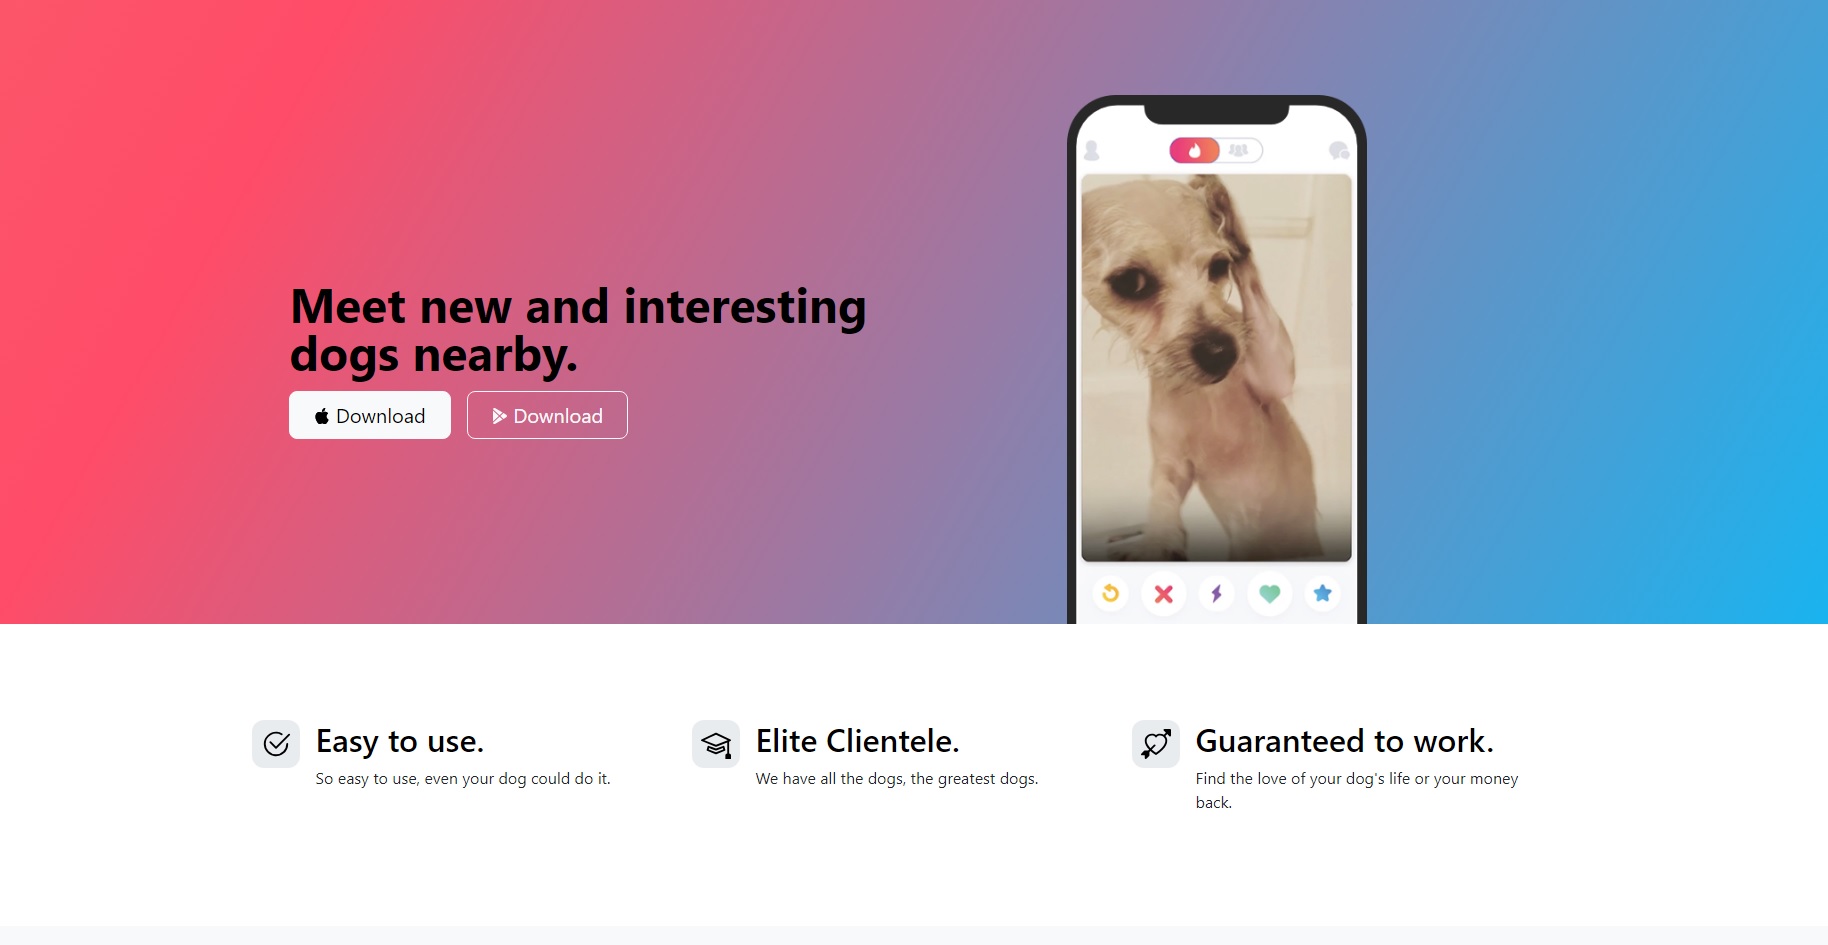 Meet new and interesting
dogs nearby.
Download
Download
Easy to use.
So easy to use, even your dog could do it.
Elite Clientele.
We have all the dogs, the greatest dogs.
Guaranteed to work.
Find the love of your dog's life or your money
back.